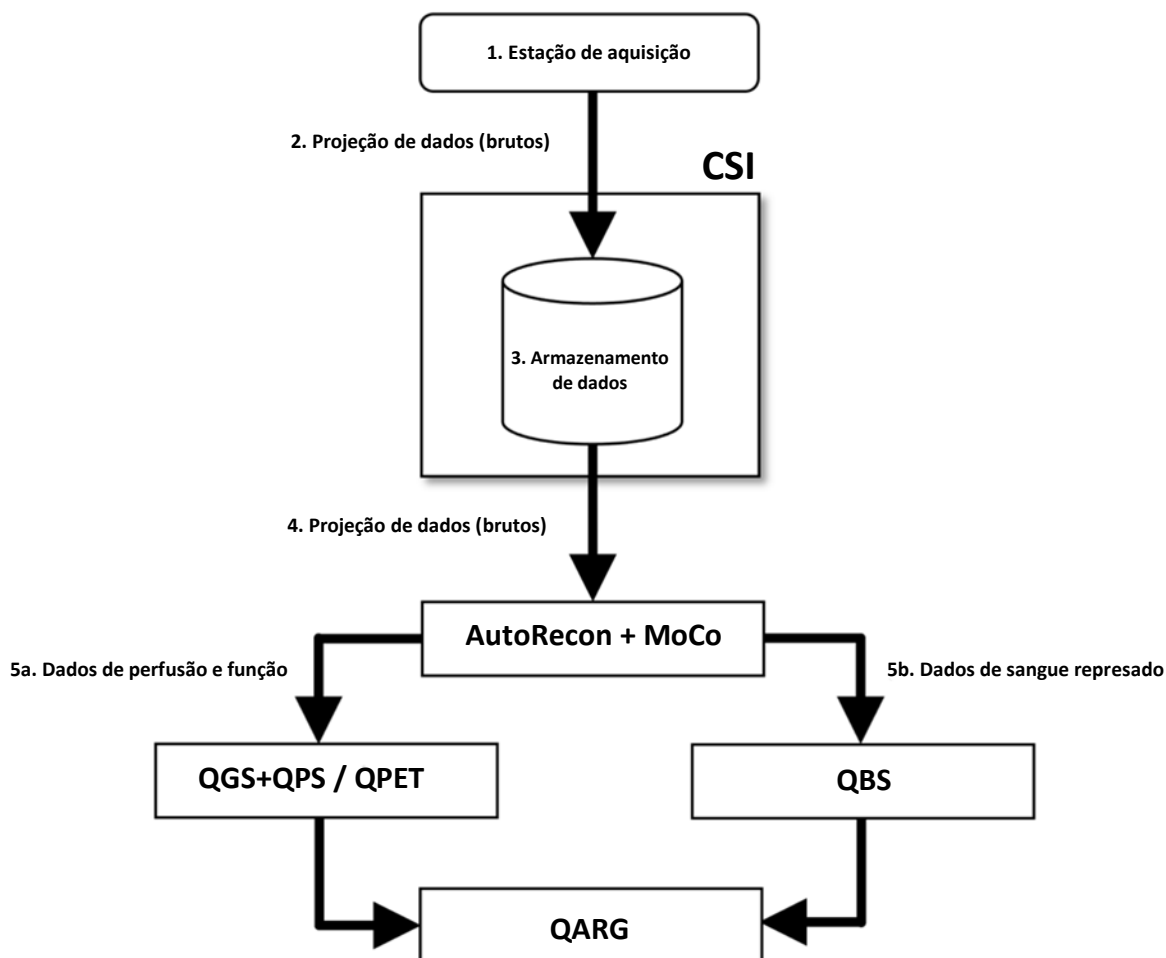 1. Estação de aquisição
2. Projeção de dados (brutos)
CSI
3. Armazenamento
de dados
4. Projeção de dados (brutos)
AutoRecon + MoCo
5a. Dados de perfusão e função
5b. Dados de sangue represado
QGS+QPS / QPET
QBS
QARG